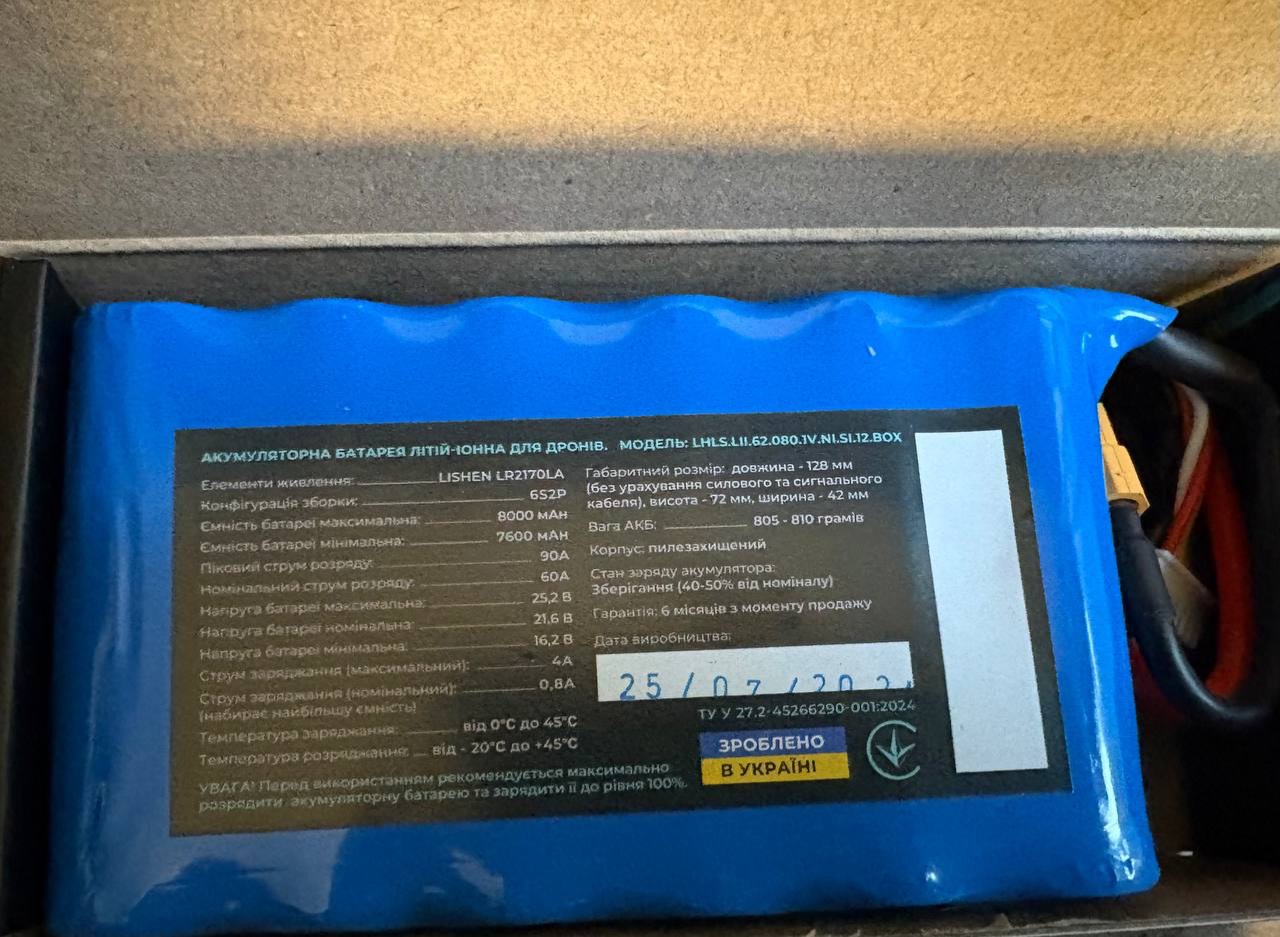 АКУМУЛЯТОРНА БАТАРЕЯ ЛІТІЙ-ІОННА ДЛЯ ДРОНІВ. МОДЕЛЬ: LHLS.LII.62.080.1V.NI.SI.12.BOX
Елементи живлення: LISHEN LR2170LA
Конфігурація зборки: 6S2P
Ємність батареї максимальна: 8000 мАн
Ємність батареї мінімальна: 7600 мАн
Піковий струм розряду: 90А
Номінальний струм розряду: 60А
Напруга батареї максимальна: 25,2 В
Напруга батареї номінальна: 21,6 В
Напруга батареї мінімальна: 16,2 В
Струм заряджання (максимальний): 4А
Струм заряджання (номінальний): 0,8А
(набирає найбільшу ємність)
Температура заряджання: від 0°С до 45°С
Температура розряджання: від - 20°С до +45°С
УВАГА! Перед використанням рекомендується максимально
розрядити акумуляторну батарею та зарядити її до рівня 100%.
Габаритний розмір: довжина - 128 мм
(без урахування силового та сигнального
кабеля), висота - 72 мм, ширина - 42 мм
Вага АКБ: 805 - 810 грамів
Корпус: пилезахищений
Стан заряду акумулятора:
Зберігання (40-50% від номіналу)
Гарантія: 6 місяців з моменту продажу
Дата виробництва:
25/07/202
ТУ У 27.2-45266290-001:2024
ЗРОБЛЕНО
В УКРАЇНІ